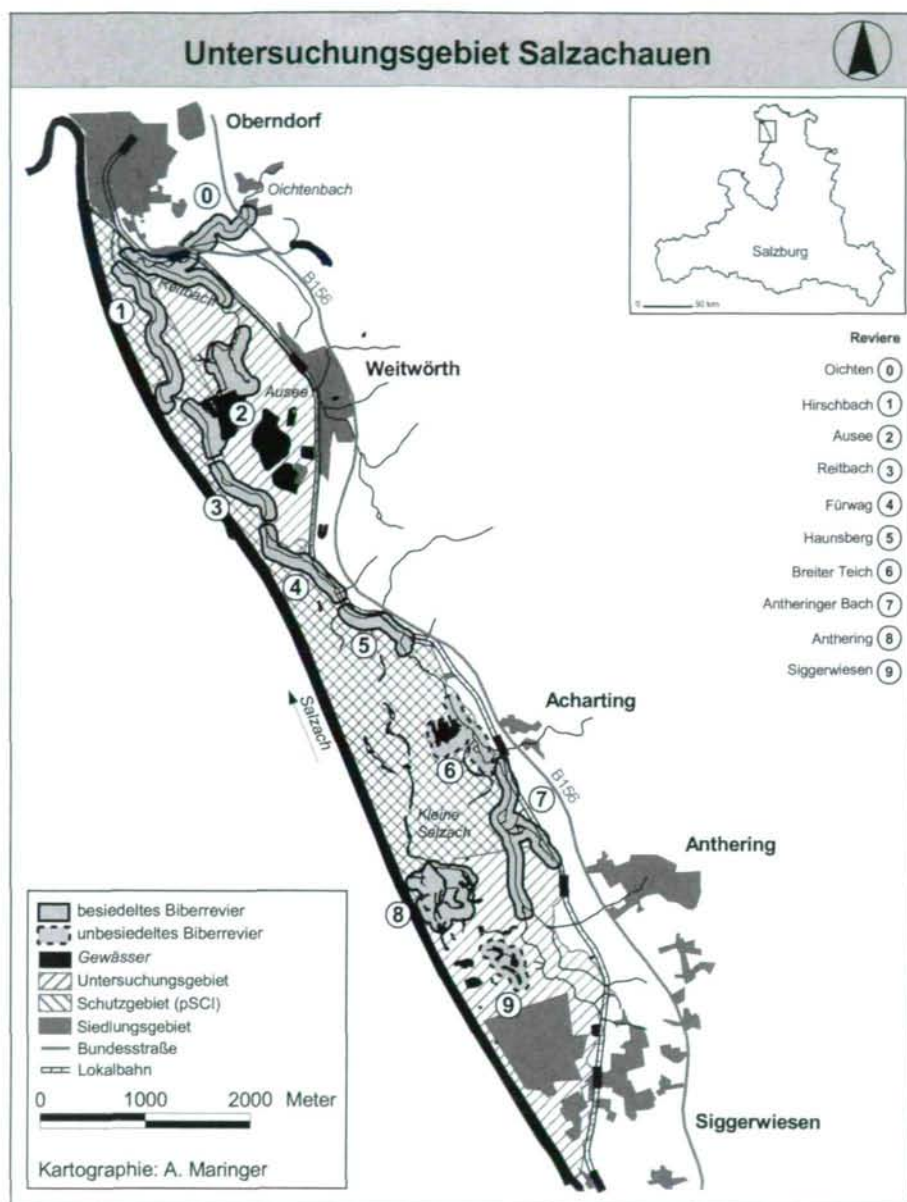 Untersuchungsgebiet Salzachauen
Oberndorf
Oichtenbach
0
B156
Reitbach
1
Weitwörth
Ausee
2
3
4
5
Salzach
Acharting
6
7
B156
Kleine
Salzach
Anthering
8
9
Siggerwiesen
Salzburg
0 50 km
Reviere
Oichten 0
Hirschbach 1
Ausee 2
Reitbach 3
Fürwag 4
Haunsberg 5
Breiter Teich 6
Antheringer Bach 7
Anthering 8
Siggerwiesen 9
besiedeltes Biberrevier
unbesiedeltes Biberrevier
Gewässer
Untersuchungsgebiet
Schutzgebiet (pSCI)
Siedlungsgebiet
Bundesstraße
Lokalbahn
0 1000 2000 Meter
Kartographie: A. Maringer